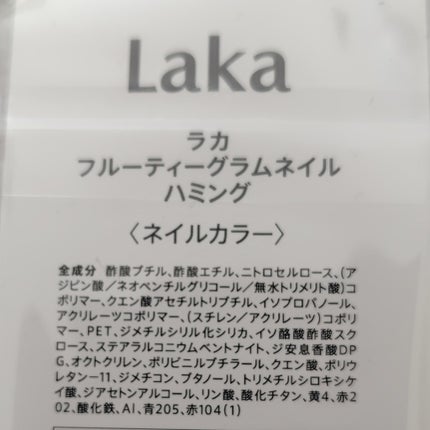 Laka
ラカ
フルーティーグラムネイル
ハミング
〈ネイルカラー〉
全成分 酢酸ブチル、酢酸エチル、ニトロセルロース、(ア
ジピン酸/ネオペンチルグリコール/無水トリメリト酸)コ
ポリマー、クエン酸アセチルトリブチル、イソプロパノール、
アクリレーツコポリマー、(スチレン/アクリレーツ)コポリ
マー、PET、ジメチルシリル化シリカ、イソ酪酸酢酸スク
ロース、ステアラルコニウムベントナイト、ジ安息香酸DP
G、オクトクリレン、ポリビニルブチラール、クエン酸、ポリウ
レタン-11、ジメチコン、ブタノール、トリメチルシロキシケ
イ酸、ジアセトンアルコール、リン酸、酸化チタン、黄4、赤2
02、酸化鉄、Al、青205、赤104(1)